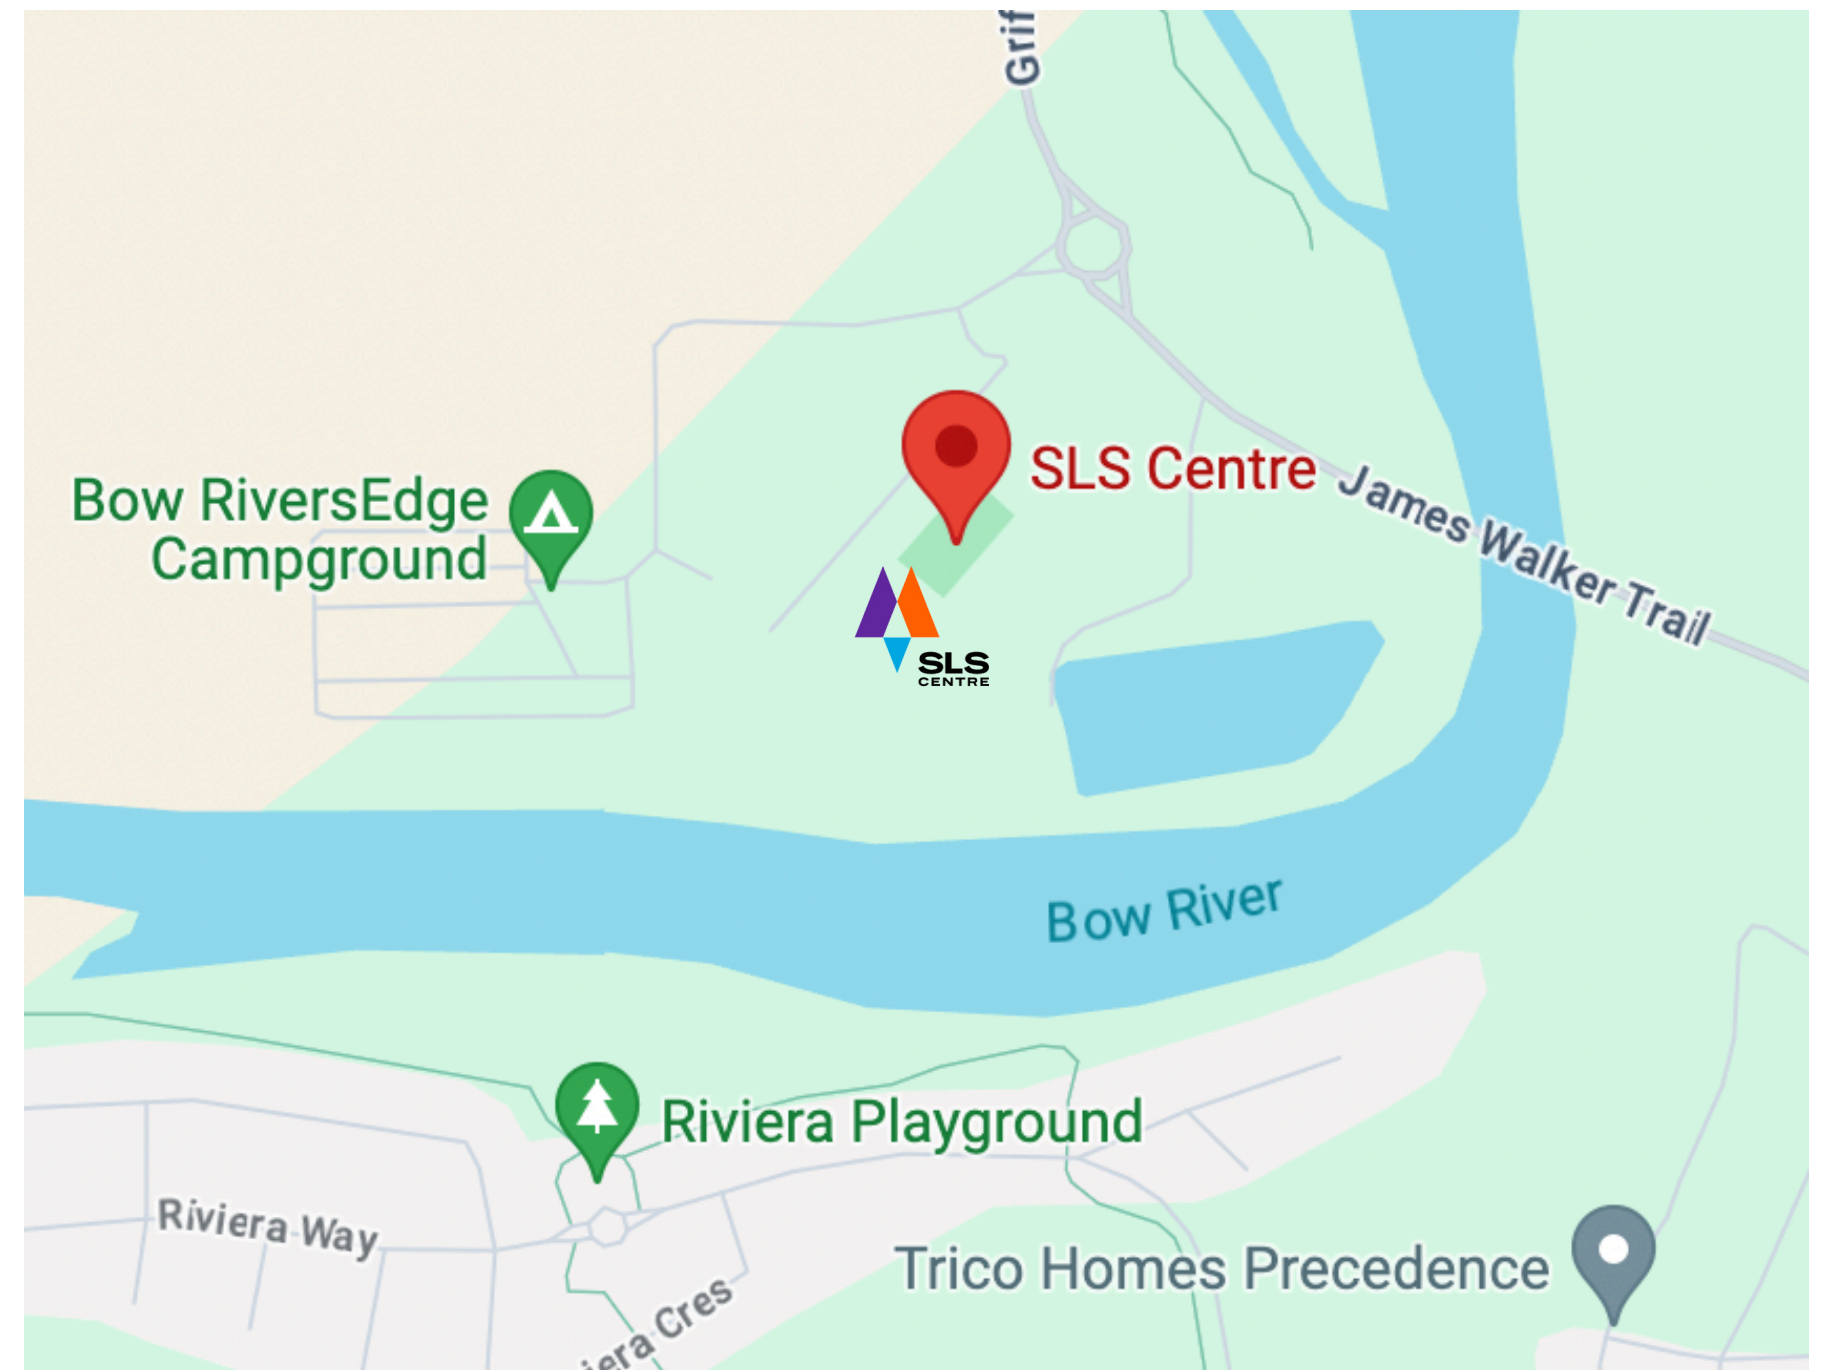 Grif
SLS Centre
James Walker Trail
Bow RiversEdge
Campground
SLS
CENTRE
Bow River
Riviera Playground
Riviera Way
Trico Homes Precedence
iera Cres